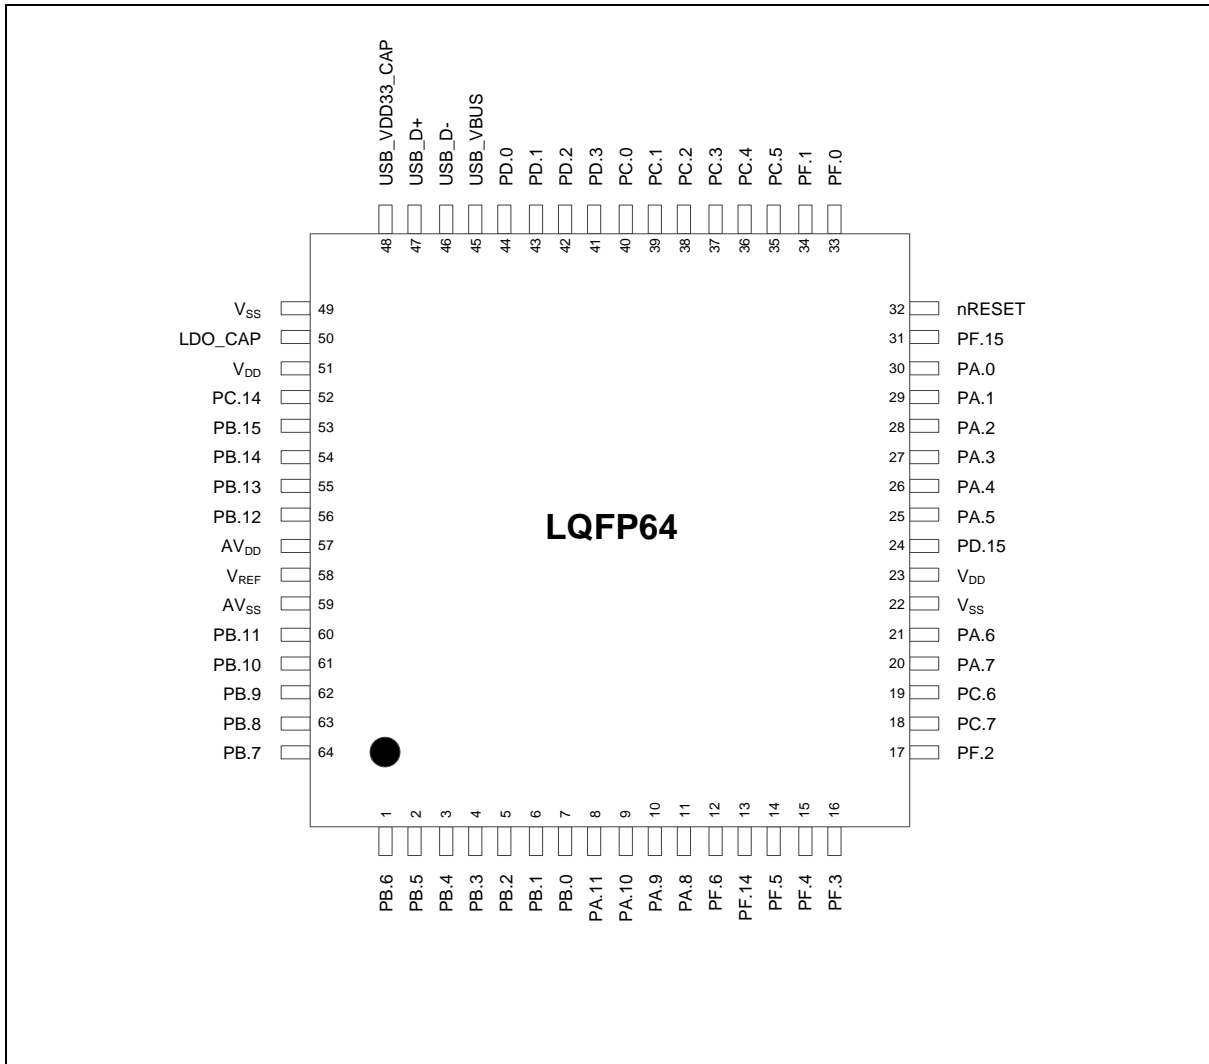 USB_VDD33_CAP
USB_D+
USB_D-
USB_VBUS
PD.0
PD.1
PD.2
PD.3
PC.0
PC.1
PC.2
PC.3
PC.4
PC.5
PF.1
PF.0
48
47
46
45
44
43
42
41
40
39
38
37
36
35
34
33
VSS 49
LDO_CAP 50
VDD 51
PC.14 52
PB.15 53
PB.14 54
PB.13 55
PB.12 56
AVDD 57
VREF 58
AVSS 59
PB.11 60
PB.10 61
PB.9 62
PB.8 63
PB.7 64
LQFP64
32 nRESET
31 PF.15
30 PA.0
29 PA.1
28 PA.2
27 PA.3
26 PA.4
25 PA.5
24 PD.15
23 VDD
22 VSS
21 PA.6
20 PA.7
19 PC.6
18 PC.7
17 PF.2
1
2
3
4
5
6
7
8
9
10
11
12
13
14
15
16
PB.6
PB.5
PB.4
PB.3
PB.2
PB.1
PB.0
PA.11
PA.10
PA.9
PA.8
PF.6
PF.14
PF.5
PF.4
PF.3